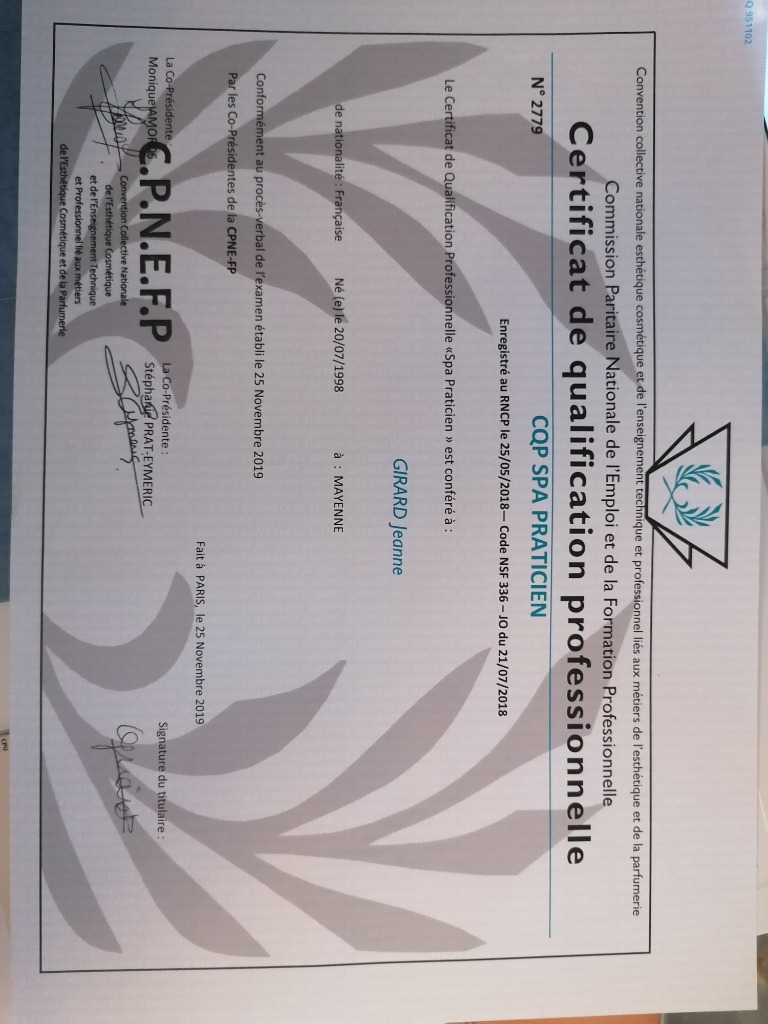 Q 951102
Convention collective nationale esthétique cosmétique et de l'enseignement technique et professionnel liés aux métiers de l'esthétique et de la parfumerie
Commission Paritaire Nationale de l'Emploi et de la Formation Professionnelle
Certificat de qualification professionnelle
N° 2779
CQP SPA PRATICIEN
Enregistré au RNCP le 25/05/2018— Code NSF 336 – JO du 21/07/2018
Le Certificat de Qualification Professionnelle «Spa Praticien » est conféré à :
GIRARD Jeanne
de nationalité : Française Né (e) le 20/07/1998 à : MAYENNE
Conformément au procès-verbal de l'examen établi le 25 Novembre 2019
Par les Co-Présidentes de la CPNE-FP
Fait à PARIS, le 25 Novembre 2019
La Co-Présidente : La Co-Présidente : Signature du titulaire :
Monique AMOROS Stéphanie PRAT-EYMERIC
C.P.N.E.F.P
Convention Collective Nationale
de l'Esthétique Cosmétique
et de l'Enseignement Technique
et Professionnel lié aux métiers
de l'Esthétique Cosmétique et de la Parfumerie
CPU